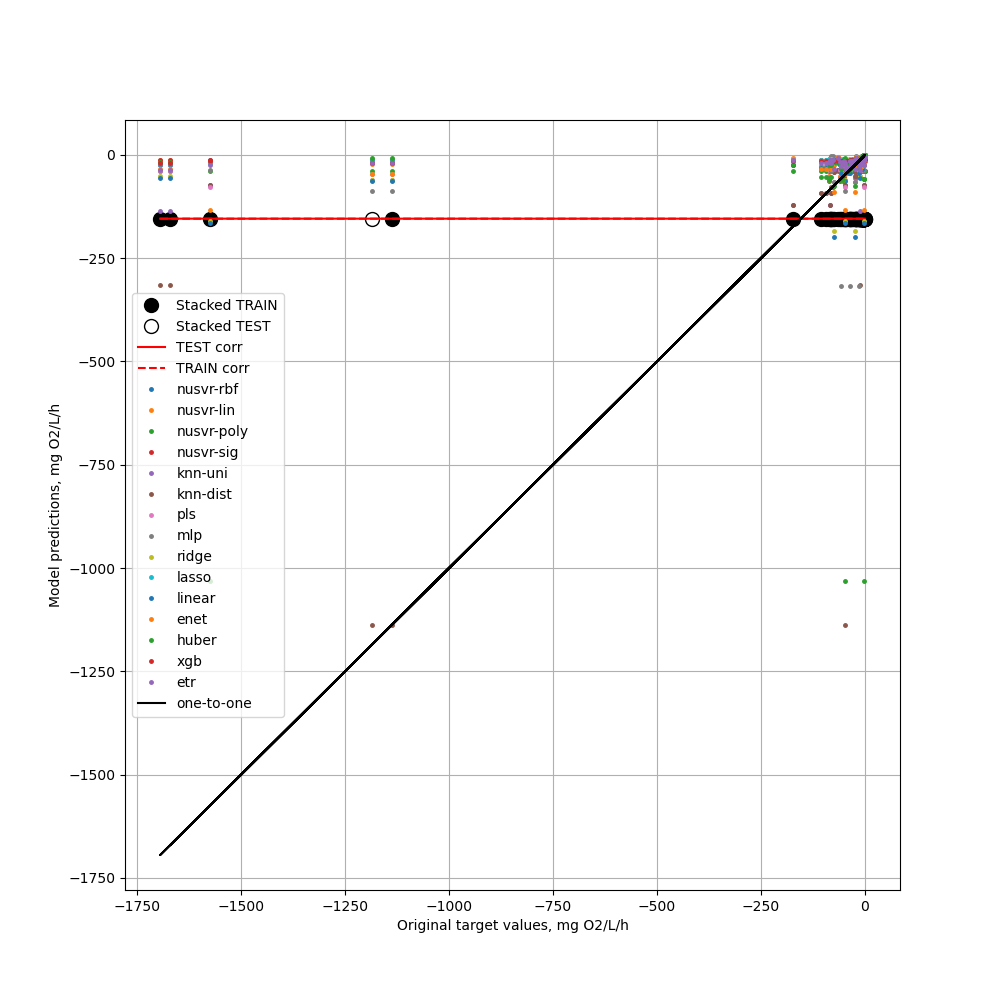 0
−250
−500
−750
−1000
−1250
−1500
−1750
Model predictions, mg O2/L/h
Stacked TRAIN
Stacked TEST
TEST corr
TRAIN corr
nusvr-rbf
nusvr-lin
nusvr-poly
nusvr-sig
knn-uni
knn-dist
pls
mlp
ridge
lasso
linear
enet
huber
xgb
etr
one-to-one
−1750 −1500 −1250 −1000 −750 −500 −250 0
Original target values, mg O2/L/h